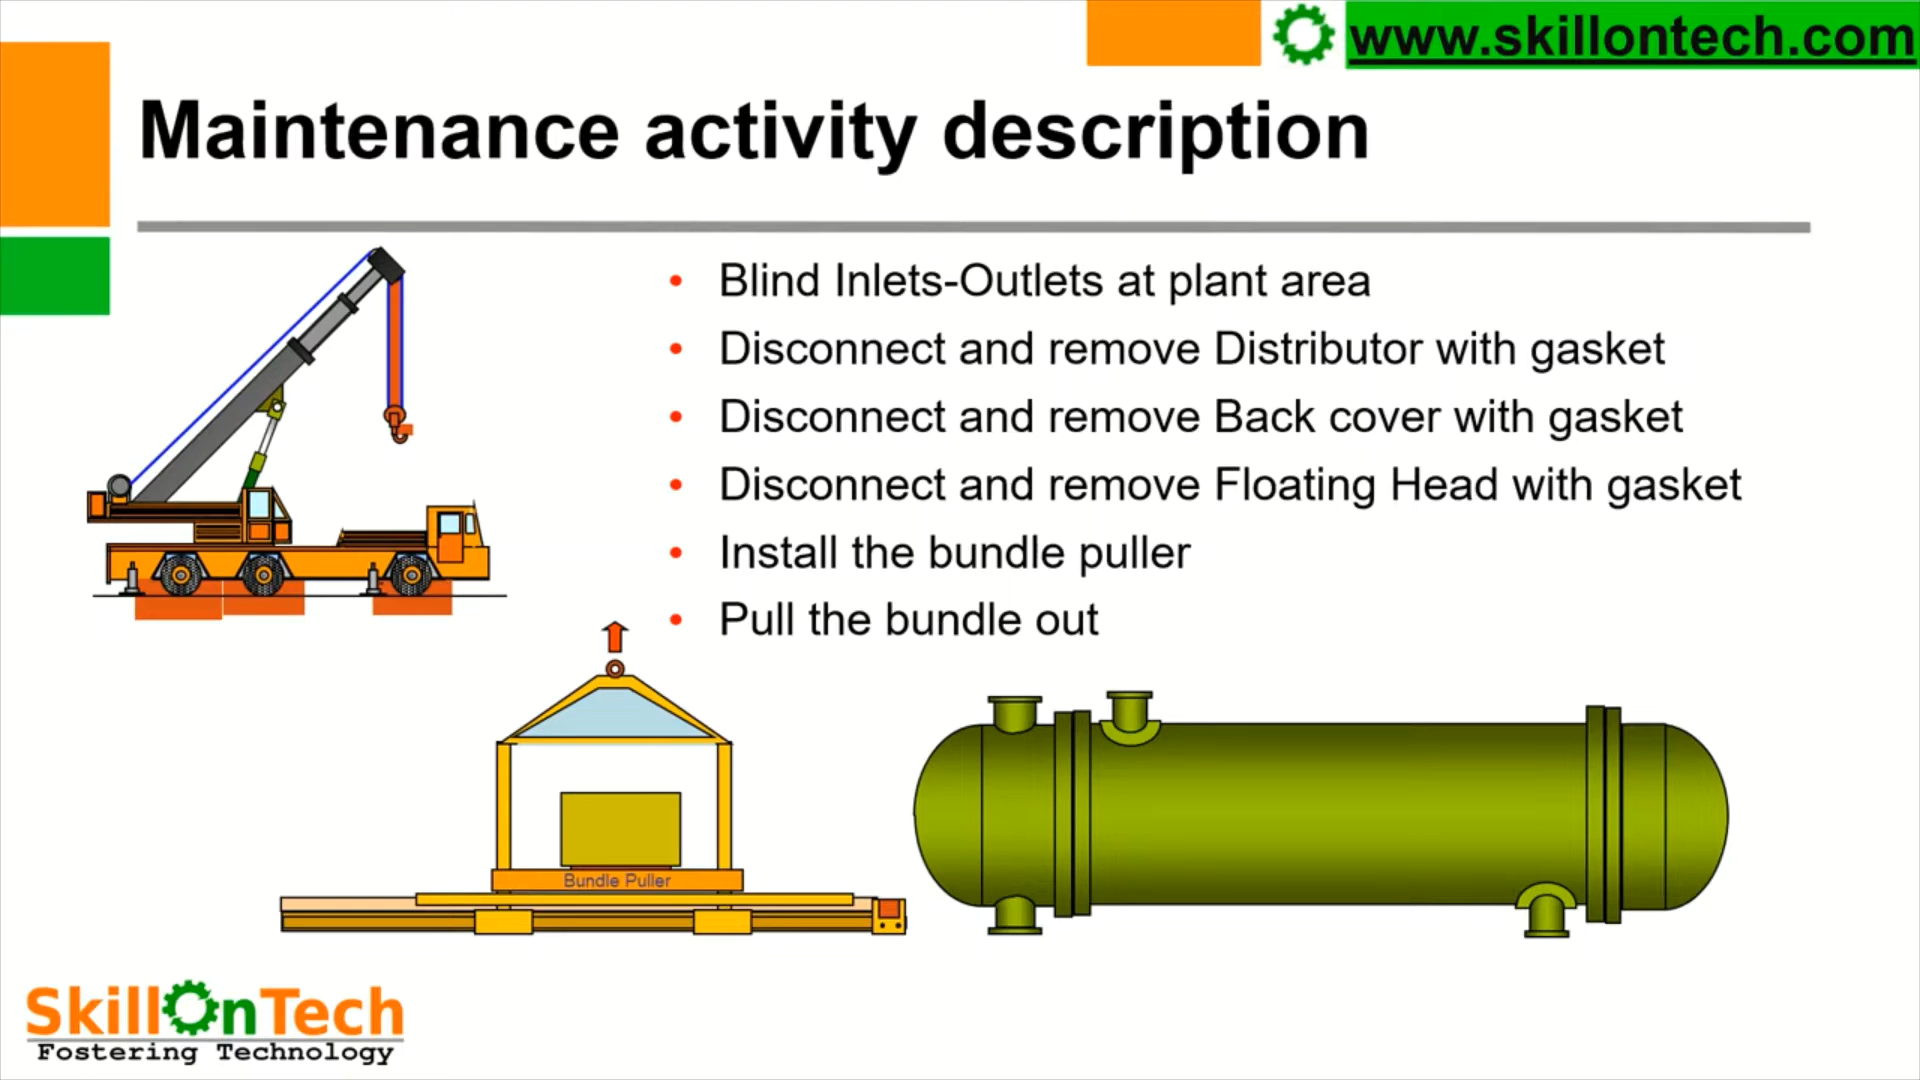 www.skillontech.com
Maintenance activity description
• Blind Inlets-Outlets at plant area
• Disconnect and remove Distributor with gasket
• Disconnect and remove Back cover with gasket
• Disconnect and remove Floating Head with gasket
• Install the bundle puller
• Pull the bundle out
Bundle Puller
SkillOnTech
Fostering Technology